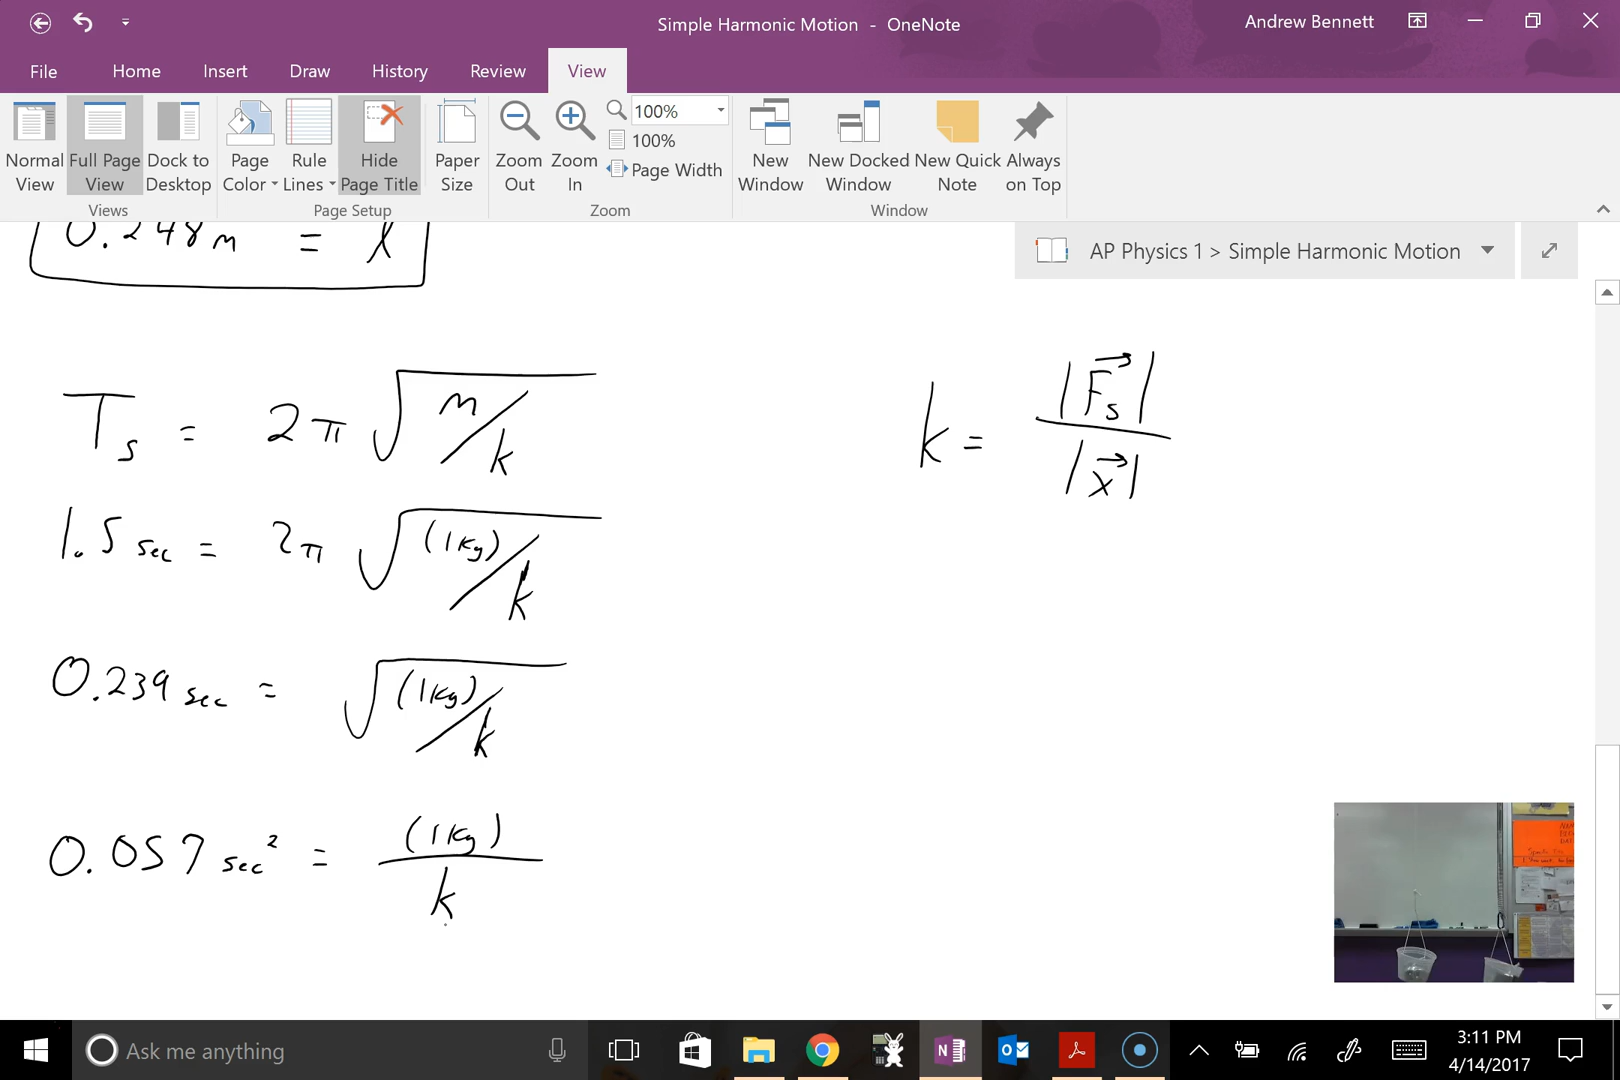 Simple Harmonic Motion - OneNote
Andrew Bennett
File Home Insert Draw History Review View
Normal View
Full Page View
Dock to Desktop
Views
Page Color
Rule Lines
Hide Page Title
Paper Size
Page Setup
Zoom Out
Zoom In
100%
100%
Page Width
Zoom
New Window
New Docked Window
New Quick Note
Always on Top
Window
0.248 m = l
AP Physics 1 > Simple Harmonic Motion
T_s = 2π √(m/k)
k = |F⃗_s| / |x⃗|
1.5 sec = 2π √((1kg)/k)
0.239 sec = √((1kg)/k)
0.057 sec² = (1kg)/k
Ask me anything
3:11 PM
4/14/2017